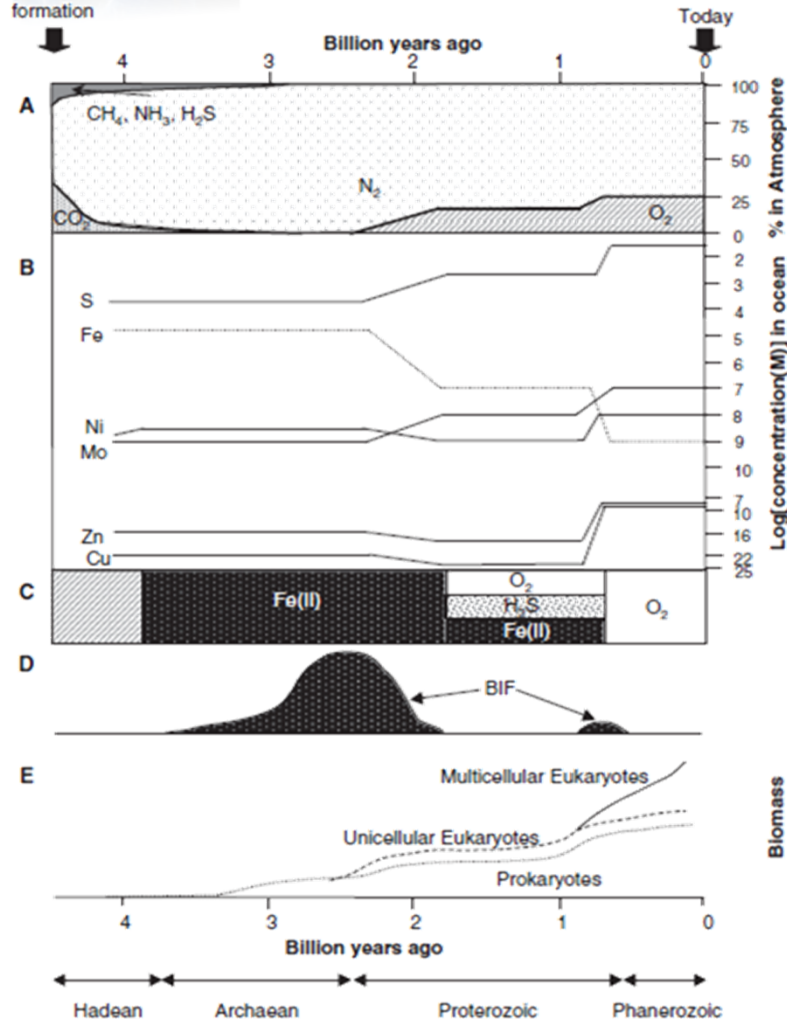 formation
Today
Billion years ago
4 3 2 1 0
A
CH₄, NH₃, H₂S
N₂
CO₂
O₂
100
75
50
25
0
% in Atmosphere
B
S
Fe
Ni
Mo
Zn
Cu
2
3
4
5
6
7
8
9
10
7
10
16
22
25
Log[concentration(M)] in ocean
C
Fe(II)
O₂
H₂S
Fe(II)
O₂
D
BIF
E
Multicellular Eukaryotes
Unicellular Eukaryotes
Prokaryotes
Biomass
4 3 2 1 0
Billion years ago
Hadean Archaean Proterozoic Phanerozoic